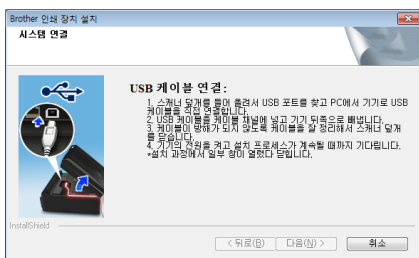 Brother 인쇄 장치 설치
시스템 연결
USB 케이블 연결:
1. 스캐너 덮개를 들어 올려서 USB 포트를 찾고 PC에서 기기로 USB
케이블을 직접 연결합니다.
2. USB 케이블을 케이블 채널에 넣고 기기 뒤쪽으로 빼냅니다.
3. 케이블이 방해가 되지 않도록 케이블을 잘 정리해서 스캐너 덮개
를 닫습니다.
4. 기기의 전원을 켜고 설치 프로세스가 계속될 때까지 기다립니다.
*설치 과정에서 일부 창이 열렸다 닫힙니다.
InstallShield
< 뒤로(B)
다음(N) >
취소